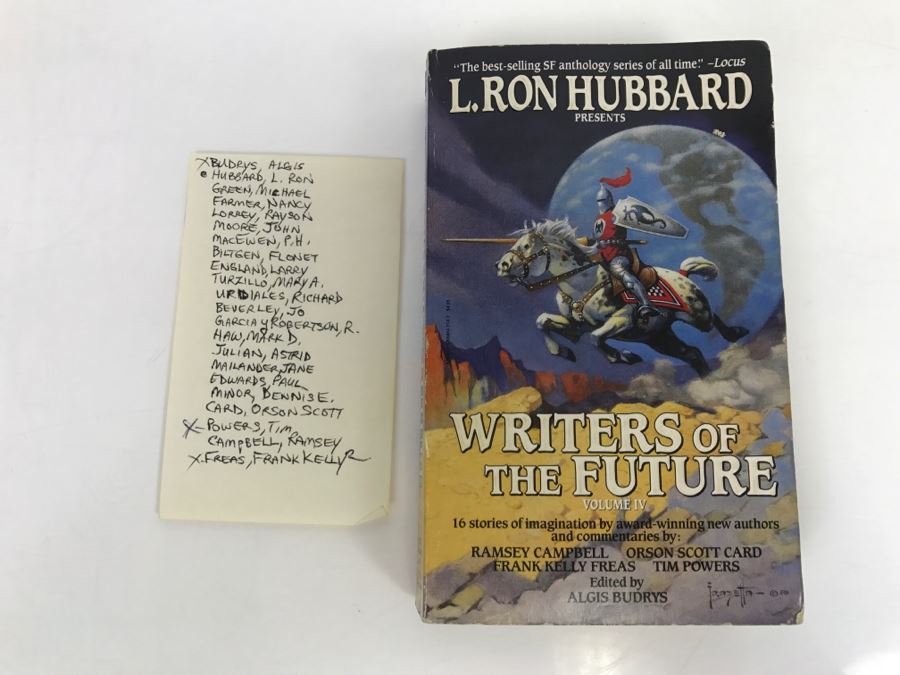 X BUDRYS, ALGIS
HUBBARD, L. RON
GREEN, MICHAEL
FARMER, NANCY
LORREY, RAYSON
MOORE, JOHN
MACEWEN, P.H.
BILTGEN, FLONET
ENGLAND, LARRY
TURZILLO, MARY A.
URDIALES, RICHARD
BEVERLEY, JO
GARCIA y ROBERTSON, R.
HAW, MARK D.
JULIAN, ASTRID
MAILANDER, JANE
EDWARDS, PAUL
MINOR, DENNIS E.
CARD, ORSON SCOTT
X- POWERS, TIM
CAMPBELL, RAMSEY
X. FREAS, FRANK KELLY
"The best-selling SF anthology series of all time!" –Locus
L. RON HUBBARD
PRESENTS
WRITERS OF
THE FUTURE
VOLUME IV
16 stories of imagination by award-winning new authors
and commentaries by:
RAMSEY CAMPBELL ORSON SCOTT CARD
FRANK KELLY FREAS TIM POWERS
Edited by
ALGIS BUDRYS
Frazetta